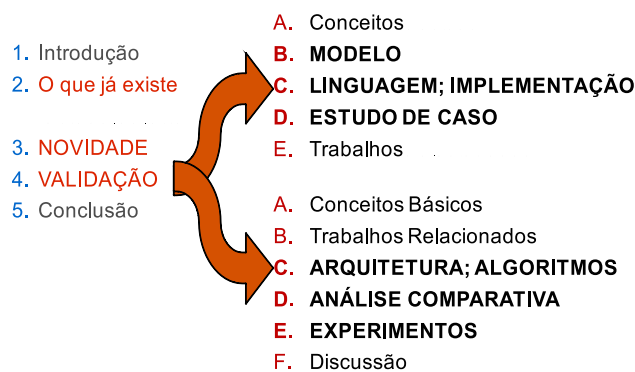 1. Introdução
2. O que já existe
3. NOVIDADE
4. VALIDAÇÃO
5. Conclusão
A. Conceitos
B. MODELO
C. LINGUAGEM; IMPLEMENTAÇÃO
D. ESTUDO DE CASO
E. Trabalhos
A. Conceitos Básicos
B. Trabalhos Relacionados
C. ARQUITETURA; ALGORITMOS
D. ANÁLISE COMPARATIVA
E. EXPERIMENTOS
F. Discussão